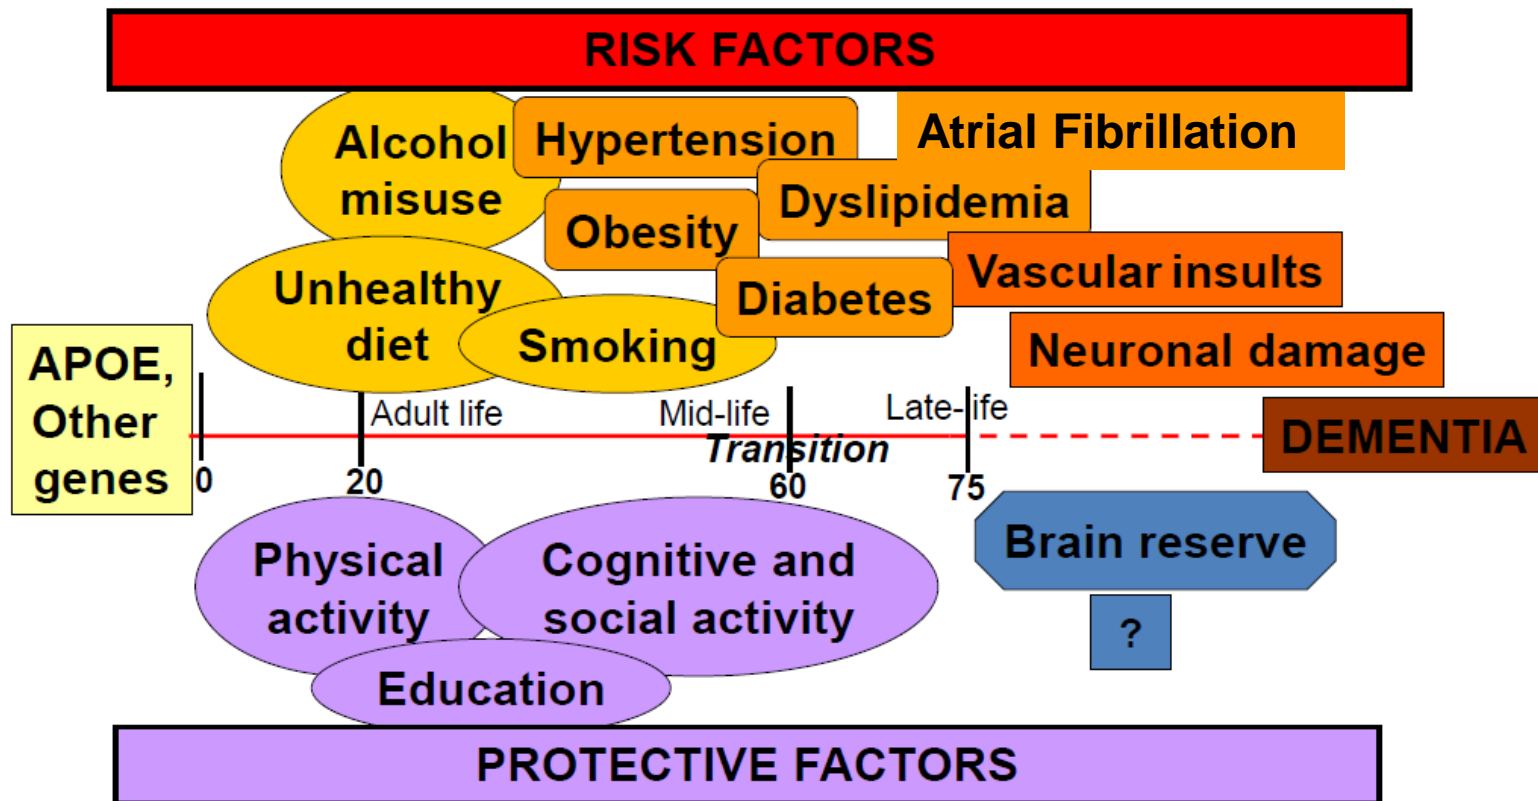 RISK FACTORS
Alcohol
misuse
Hypertension
Atrial Fibrillation
Dyslipidemia
Obesity
Unhealthy
diet
Diabetes
Vascular insults
Smoking
Neuronal damage
APOE,
Other
genes
Adult life
Mid-life
Late-life
Transition
DEMENTIA
0
20
60
75
Physical
activity
Cognitive and
social activity
Brain reserve
?
Education
PROTECTIVE FACTORS